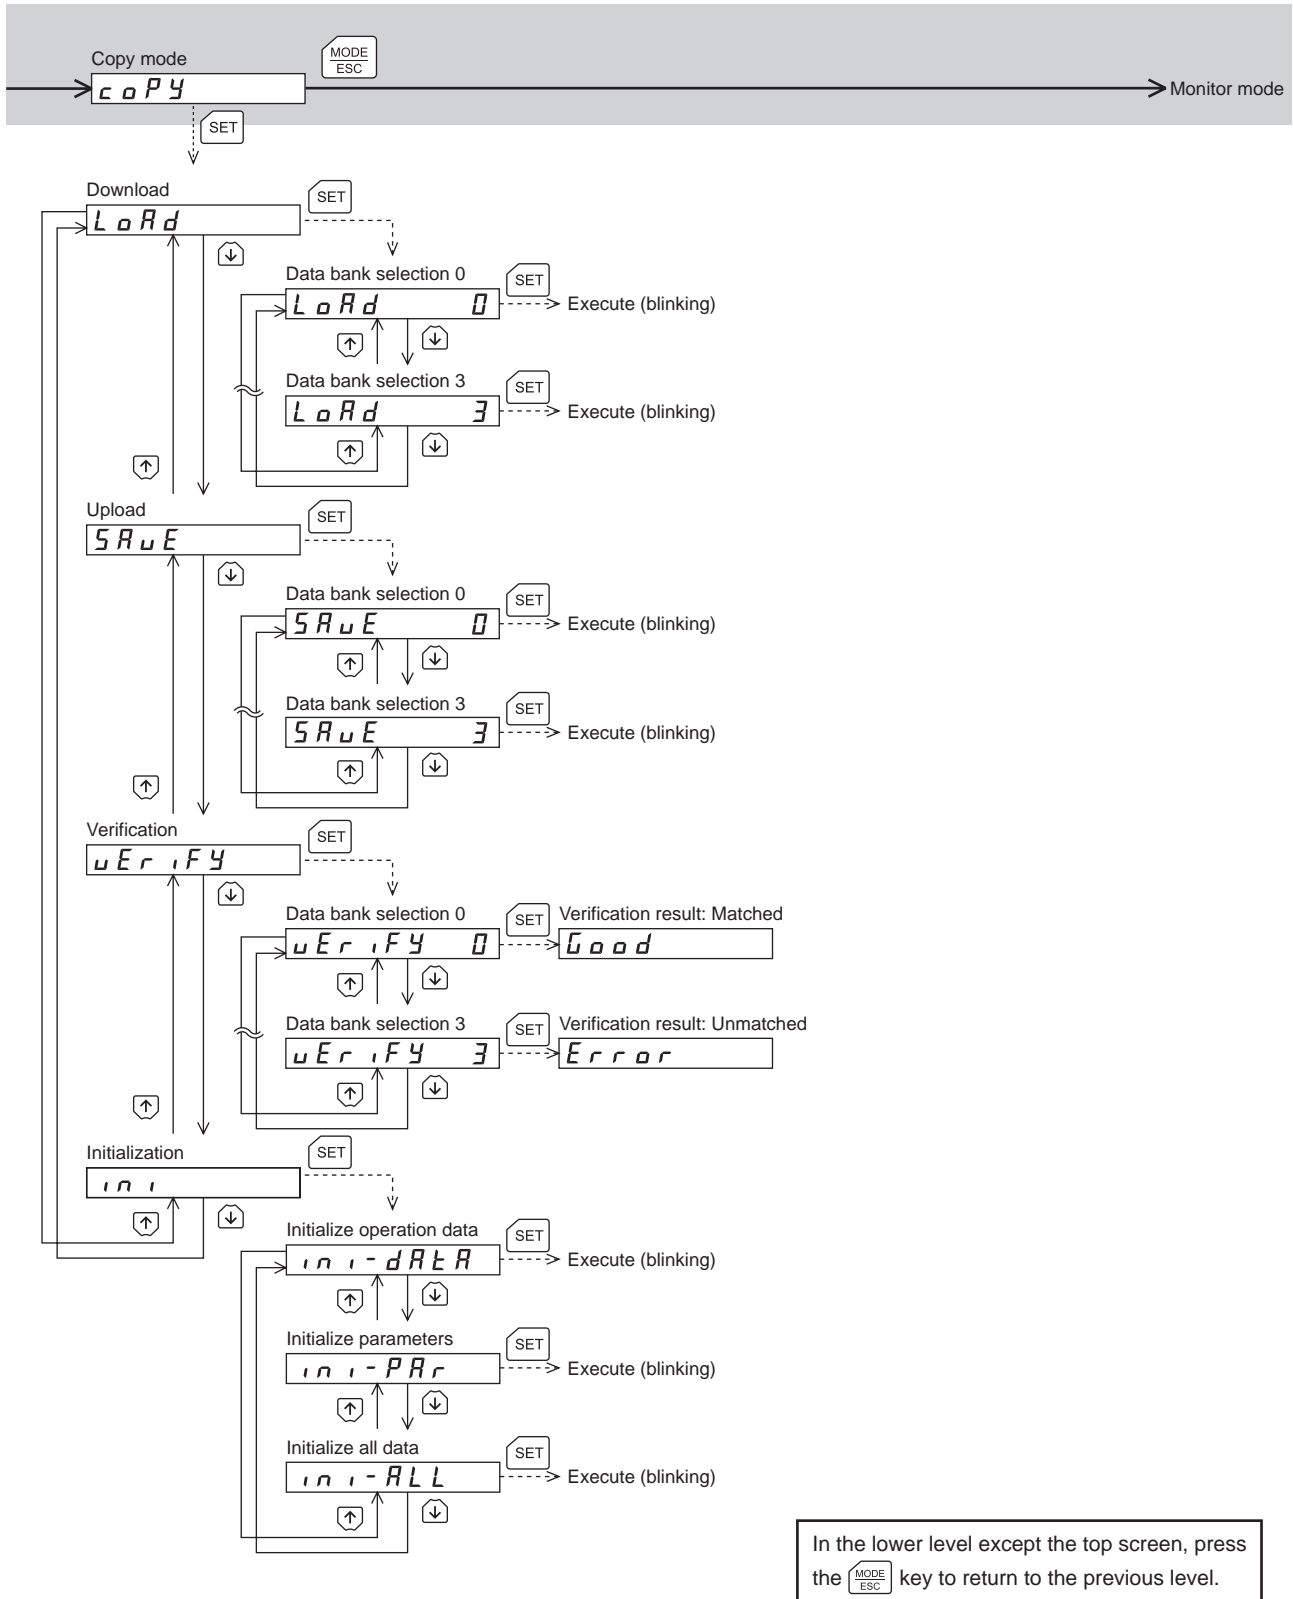 Copy mode
MODE
ESC
coPY
Monitor mode
SET
Download
SET
LoAd
Data bank selection 0
SET
LoAd 0
Execute (blinking)
Data bank selection 3
SET
LoAd 3
Execute (blinking)
Upload
SET
SAvE
Data bank selection 0
SET
SAvE 0
Execute (blinking)
Data bank selection 3
SET
SAvE 3
Execute (blinking)
Verification
SET
vEriFY
Data bank selection 0
SET
Verification result: Matched
vEriFY 0
Good
Data bank selection 3
SET
Verification result: Unmatched
vEriFY 3
Error
Initialization
SET
ini
Initialize operation data
SET
ini-dAtA
Execute (blinking)
Initialize parameters
SET
ini-PAr
Execute (blinking)
Initialize all data
SET
ini-ALL
Execute (blinking)
In the lower level except the top screen, press
the MODE ESC key to return to the previous level.